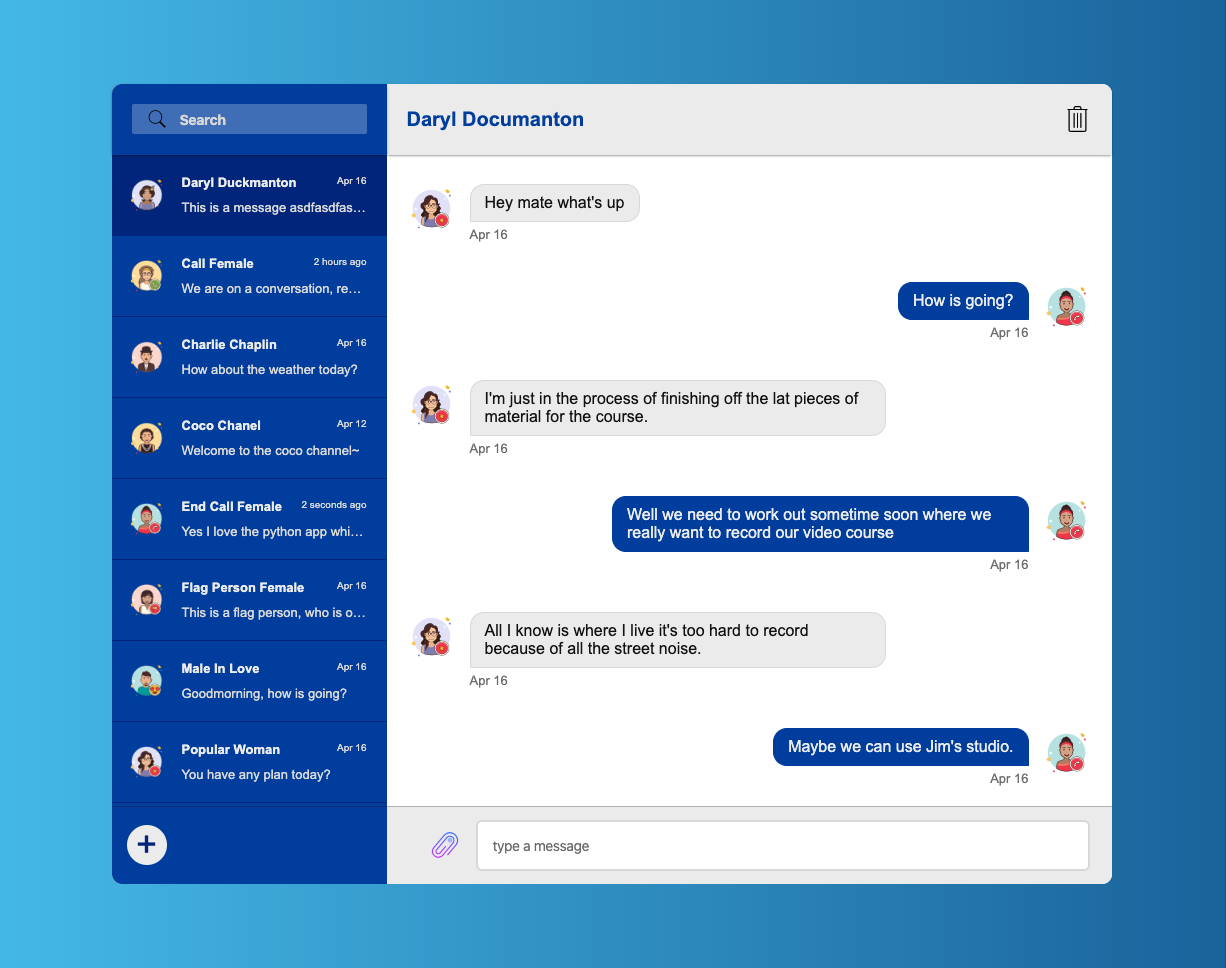 Search
Daryl Duckmanton
Apr 16
This is a message asdfasdfas…
Call Female
2 hours ago
We are on a conversation, re…
Charlie Chaplin
Apr 16
How about the weather today?
Coco Chanel
Apr 12
Welcome to the coco channel~
End Call Female
2 seconds ago
Yes I love the python app whi…
Flag Person Female
Apr 16
This is a flag person, who is o…
Male In Love
Apr 16
Goodmorning, how is going?
Popular Woman
Apr 16
You have any plan today?
Daryl Documanton
Hey mate what's up
Apr 16
How is going?
Apr 16
I'm just in the process of finishing off the lat pieces of
material for the course.
Apr 16
Well we need to work out sometime soon where we
really want to record our video course
Apr 16
All I know is where I live it's too hard to record
because of all the street noise.
Apr 16
Maybe we can use Jim's studio.
Apr 16
type a message